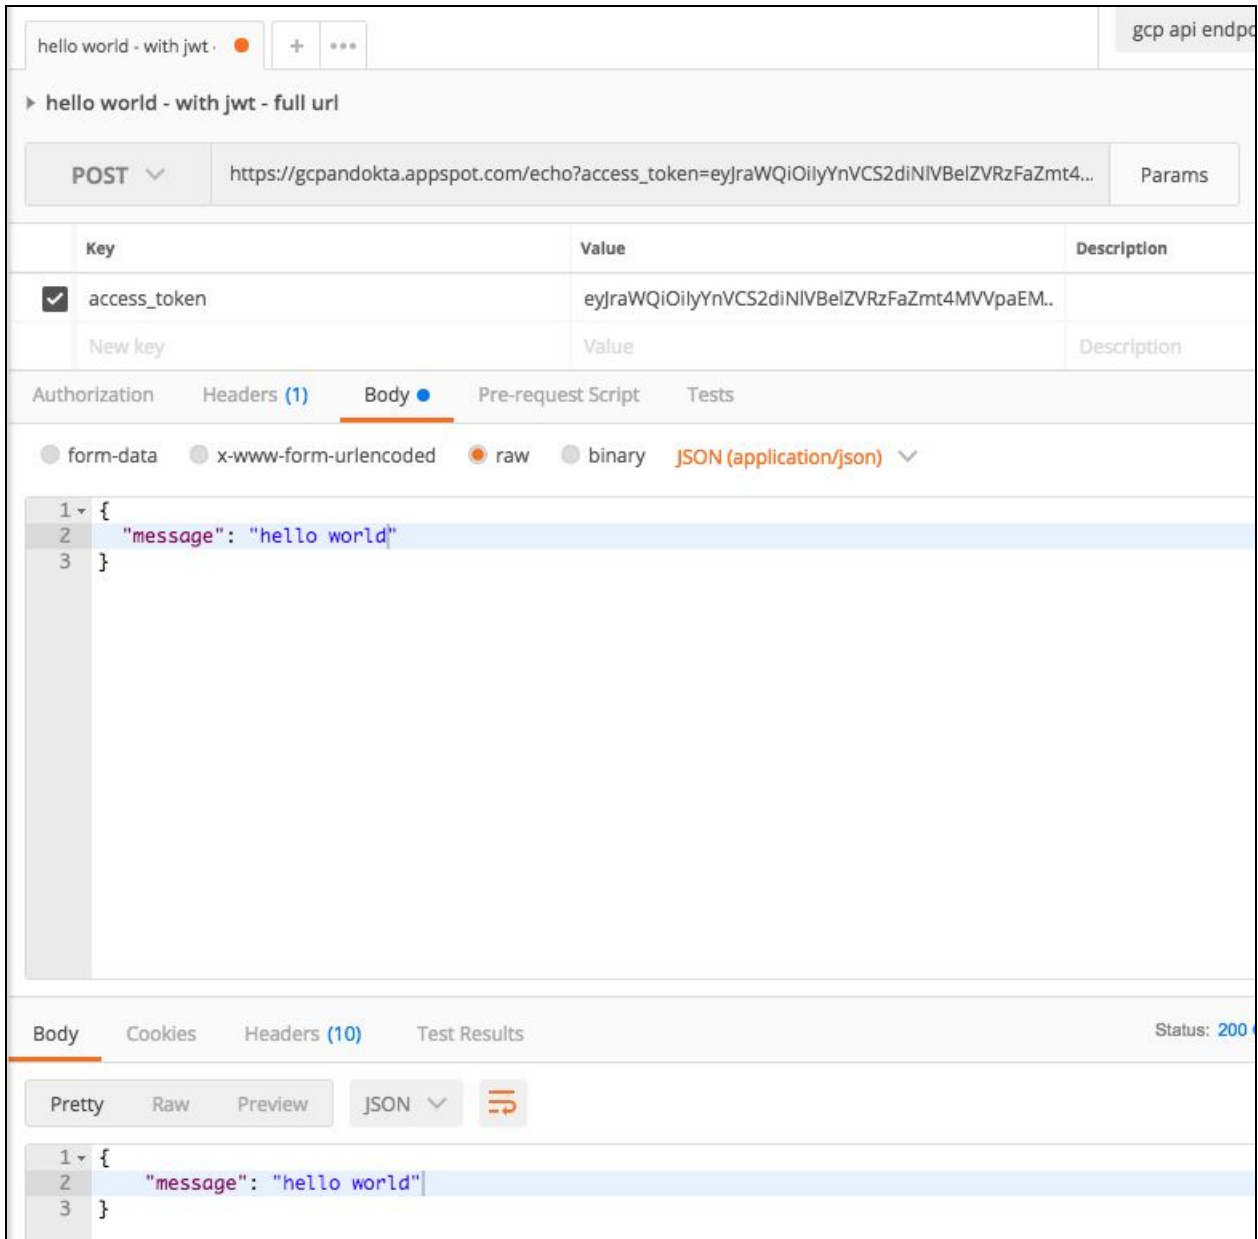 hello world - with jwt ·
+
gcp api endpo
hello world - with jwt - full url
POST https://gcpandokta.appspot.com/echo?access_token=eyJraWQiOiIyYnVCS2diNlVBelZVRzFaZmt4... Params
Key Value Description
access_token eyJraWQiOiIyYnVCS2diNlVBelZVRzFaZmt4MVVpaEM..
New key Value Description
Authorization Headers (1) Body Pre-request Script Tests
form-data x-www-form-urlencoded raw binary JSON (application/json)
1 {
2 "message": "hello world"
3 }
Body Cookies Headers (10) Test Results Status: 200
Pretty Raw Preview JSON
1 {
2 "message": "hello world"
3 }